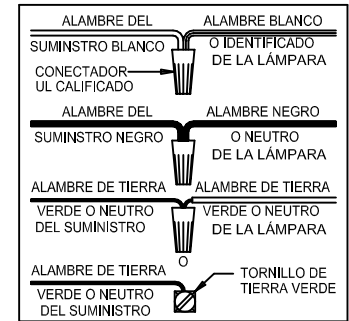 ALAMBRE DEL
SUMINSTRO BLANCO
ALAMBRE BLANCO
O IDENTIFICADO
DE LA LÁMPARA
CONECTADOR
UL CALIFICADO
ALAMBRE DEL
SUMINSTRO NEGRO
ALAMBRE NEGRO
O NEUTRO
DE LA LÁMPARA
ALAMBRE DE TIERRA
VERDE O NEUTRO
DEL SUMINISTRO
ALAMBRE DE TIERRA
VERDE O NEUTRO
DE LA LÁMPARA
O
ALAMBRE DE TIERRA
VERDE O NEUTRO
DEL SUMINISTRO
TORNILLO DE
TIERRA VERDE